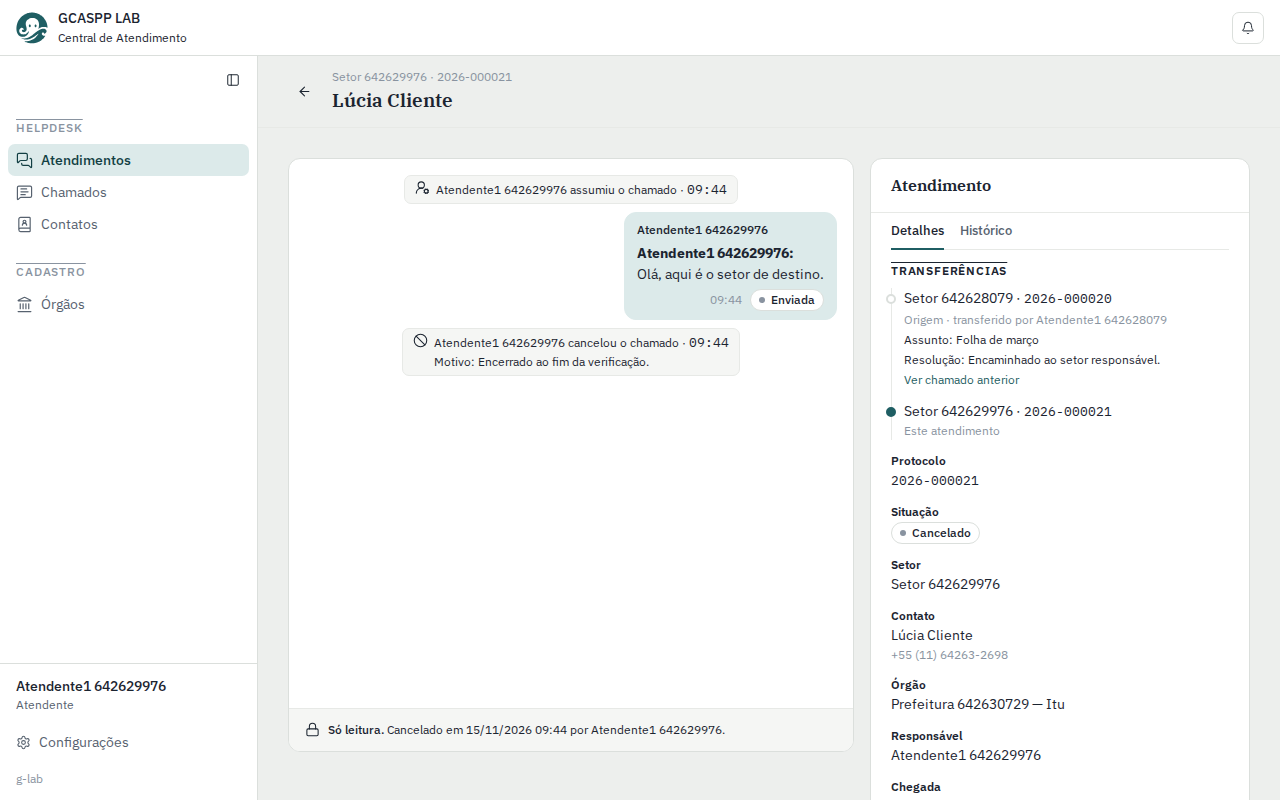 GCASPP LAB
Central de Atendimento
HELPDESK
Atendimentos
Chamados
Contatos
CADASTRO
Órgãos
Atendente1 642629976
Atendente
Configurações
g-lab
Setor 642629976 · 2026-000021
Lúcia Cliente
Atendente1 642629976 assumiu o chamado · 09:44
Atendente1 642629976
Atendente1 642629976:
Olá, aqui é o setor de destino.
09:44 Enviada
Atendente1 642629976 cancelou o chamado · 09:44
Motivo: Encerrado ao fim da verificação.
Só leitura. Cancelado em 15/11/2026 09:44 por Atendente1 642629976.
Atendimento
Detalhes Histórico
TRANSFERÊNCIAS
Setor 642628079 · 2026-000020
Origem · transferido por Atendente1 642628079
Assunto: Folha de março
Resolução: Encaminhado ao setor responsável.
Ver chamado anterior
Setor 642629976 · 2026-000021
Este atendimento
Protocolo
2026-000021
Situação
Cancelado
Setor
Setor 642629976
Contato
Lúcia Cliente
+55 (11) 64263-2698
Órgão
Prefeitura 642630729 — Itu
Responsável
Atendente1 642629976
Chegada